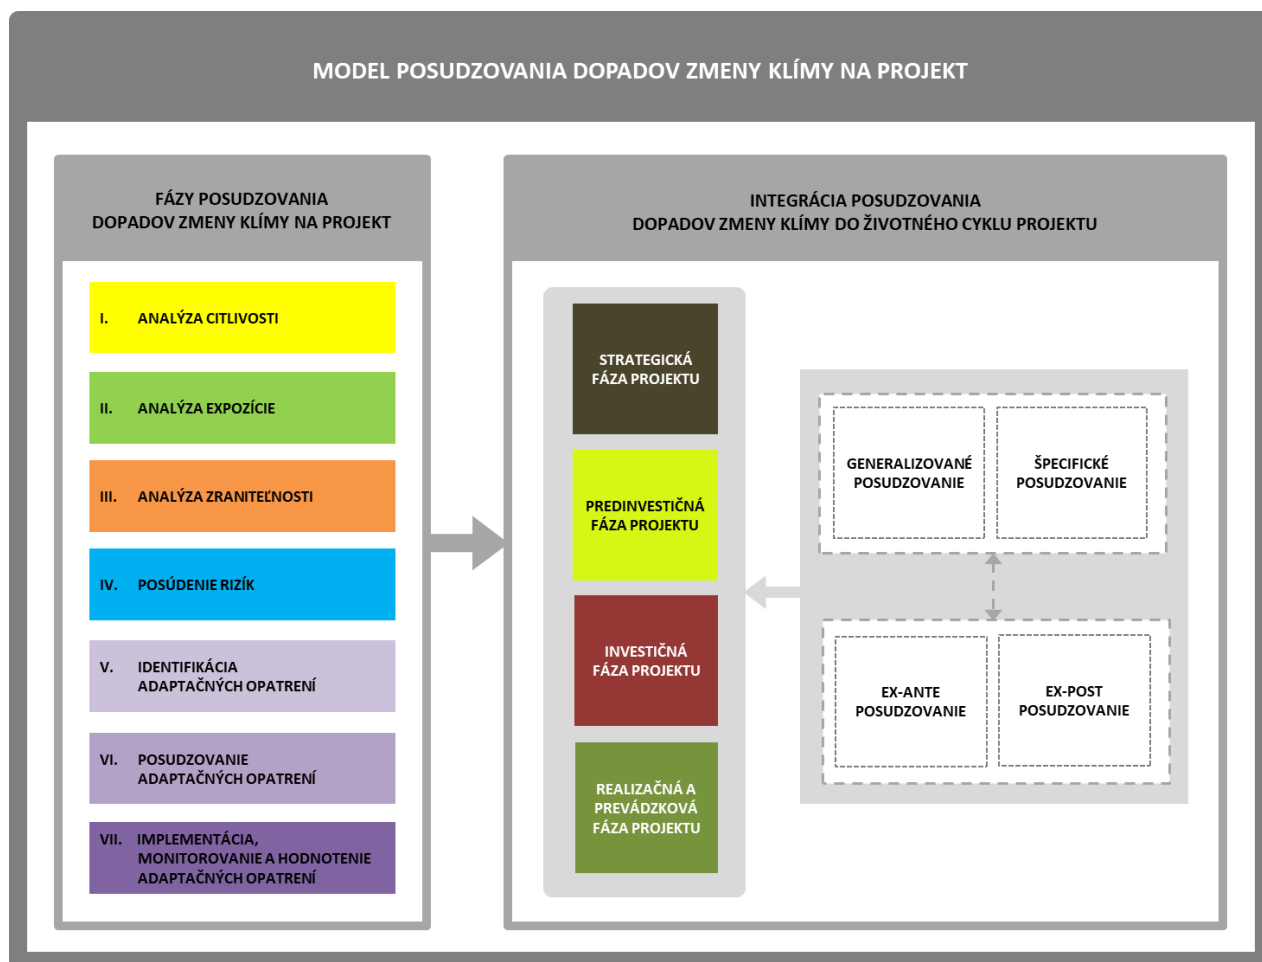 MODEL POSUDZOVANIA DOPADOV ZMENY KLÍMY NA PROJEKT
FÁZY POSUDZOVANIA
DOPADOV ZMENY KLÍMY NA PROJEKT
I. ANALÝZA CITLIVOSTI
II. ANALÝZA EXPOZÍCIE
III. ANALÝZA ZRANITEĽNOSTI
IV. POSÚDENIE RIZÍK
V. IDENTIFIKÁCIA
ADAPTAČNÝCH OPATRENÍ
VI. POSUDZOVANIE
ADAPTAČNÝCH OPATRENÍ
VII. IMPLEMENTÁCIA,
MONITOROVANIE A HODNOTENIE
ADAPTAČNÝCH OPATRENÍ
INTEGRÁCIA POSUDZOVANIA
DOPADOV ZMENY KLÍMY DO ŽIVOTNÉHO CYKLU PROJEKTU
STRATEGICKÁ
FÁZA PROJEKTU
PREDINVESTIČNÁ
FÁZA PROJEKTU
INVESTIČNÁ
FÁZA PROJEKTU
REALIZAČNÁ A
PREVÁDZKOVÁ
FÁZA PROJEKTU
GENERALIZOVANÉ
POSUDZOVANIE
ŠPECIFICKÉ
POSUDZOVANIE
EX-ANTE
POSUDZOVANIE
EX-POST
POSUDZOVANIE